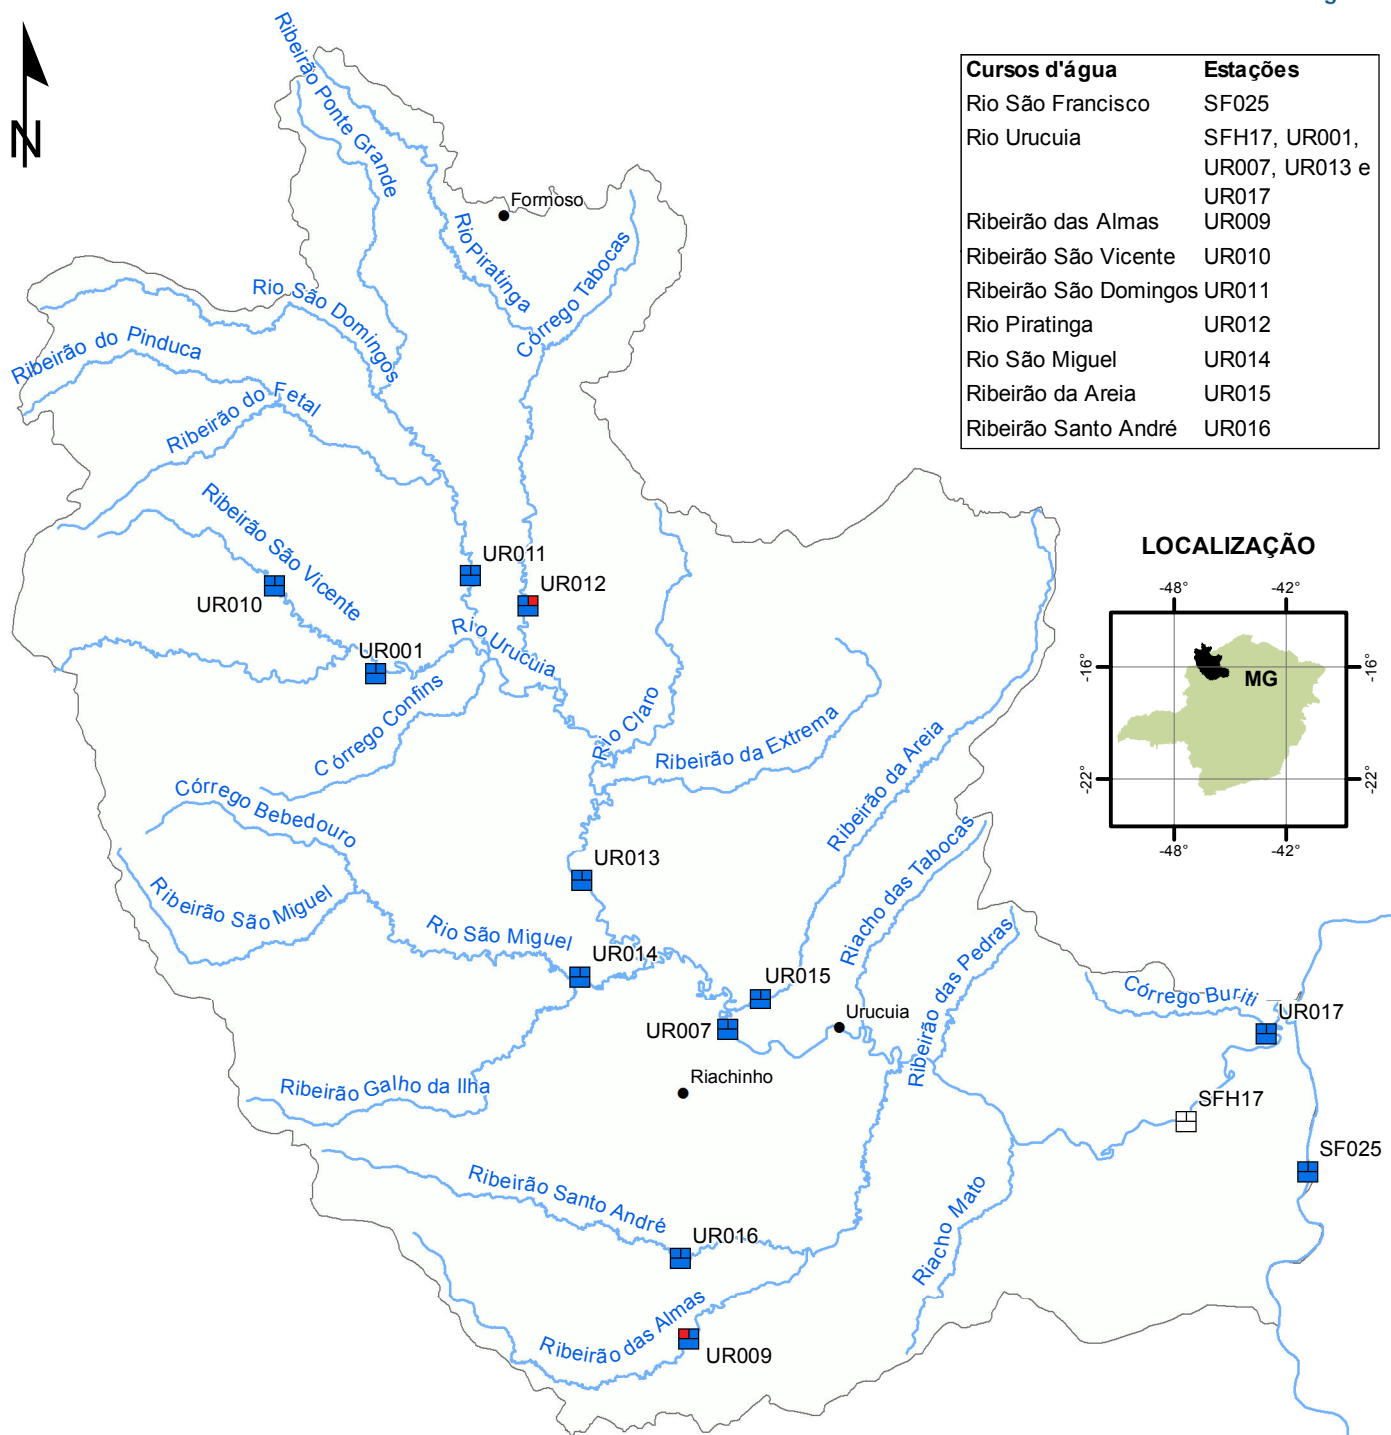 N
Cursos d'água Estações
Rio São Francisco SF025
Rio Urucuia SFH17, UR001,
UR007, UR013 e
UR017
Ribeirão das Almas UR009
Ribeirão São Vicente UR010
Ribeirão São Domingos UR011
Rio Piratinga UR012
Rio São Miguel UR014
Ribeirão da Areia UR015
Ribeirão Santo André UR016
Ribeirão Ponte Grande
Formoso
Rio Piratinga
Córrego Tabocas
Rio São Domingos
Ribeirão do Pinduca
Ribeirão do Fetal
Ribeirão São Vicente
UR010
UR011
UR012
UR001
Rio Urucuia
Córrego Confins
Rio Claro
Ribeirão da Extrema
Ribeirão da Areia
Córrego Bebedouro
Ribeirão São Miguel
UR013
Rio São Miguel
UR014
Riacho das Tabocas
Ribeirão das Pedras
UR015
UR007
Urucuia
Riachinho
Córrego Buriti
UR017
SFH17
SF025
Ribeirão Galho da Ilha
Ribeirão Santo André
UR016
Riacho Mato
Ribeirão das Almas
UR009
LOCALIZAÇÃO
-48° -42°
-16° -16°
MG
-22° -22°
-48° -42°